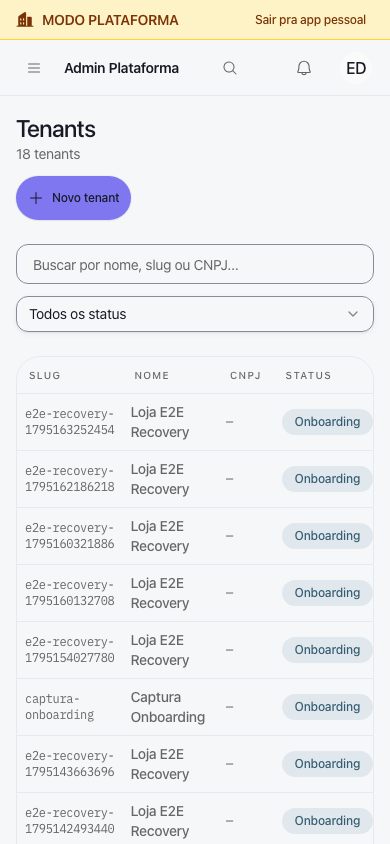 MODO PLATAFORMA Sair pra app pessoal
Admin Plataforma ED
Tenants
18 tenants
Novo tenant
Buscar por nome, slug ou CNPJ...
Todos os status
SLUG NOME CNPJ STATUS
e2e-recovery- Loja E2E
1795163252454 Recovery – Onboarding
e2e-recovery- Loja E2E
1795162186218 Recovery – Onboarding
e2e-recovery- Loja E2E
1795160321886 Recovery – Onboarding
e2e-recovery- Loja E2E
1795160132708 Recovery – Onboarding
e2e-recovery- Loja E2E
1795154027780 Recovery – Onboarding
captura- Captura
onboarding Onboarding – Onboarding
e2e-recovery- Loja E2E
1795143663696 Recovery – Onboarding
e2e-recovery- Loja E2E
1795142493440 Recovery – Onboarding